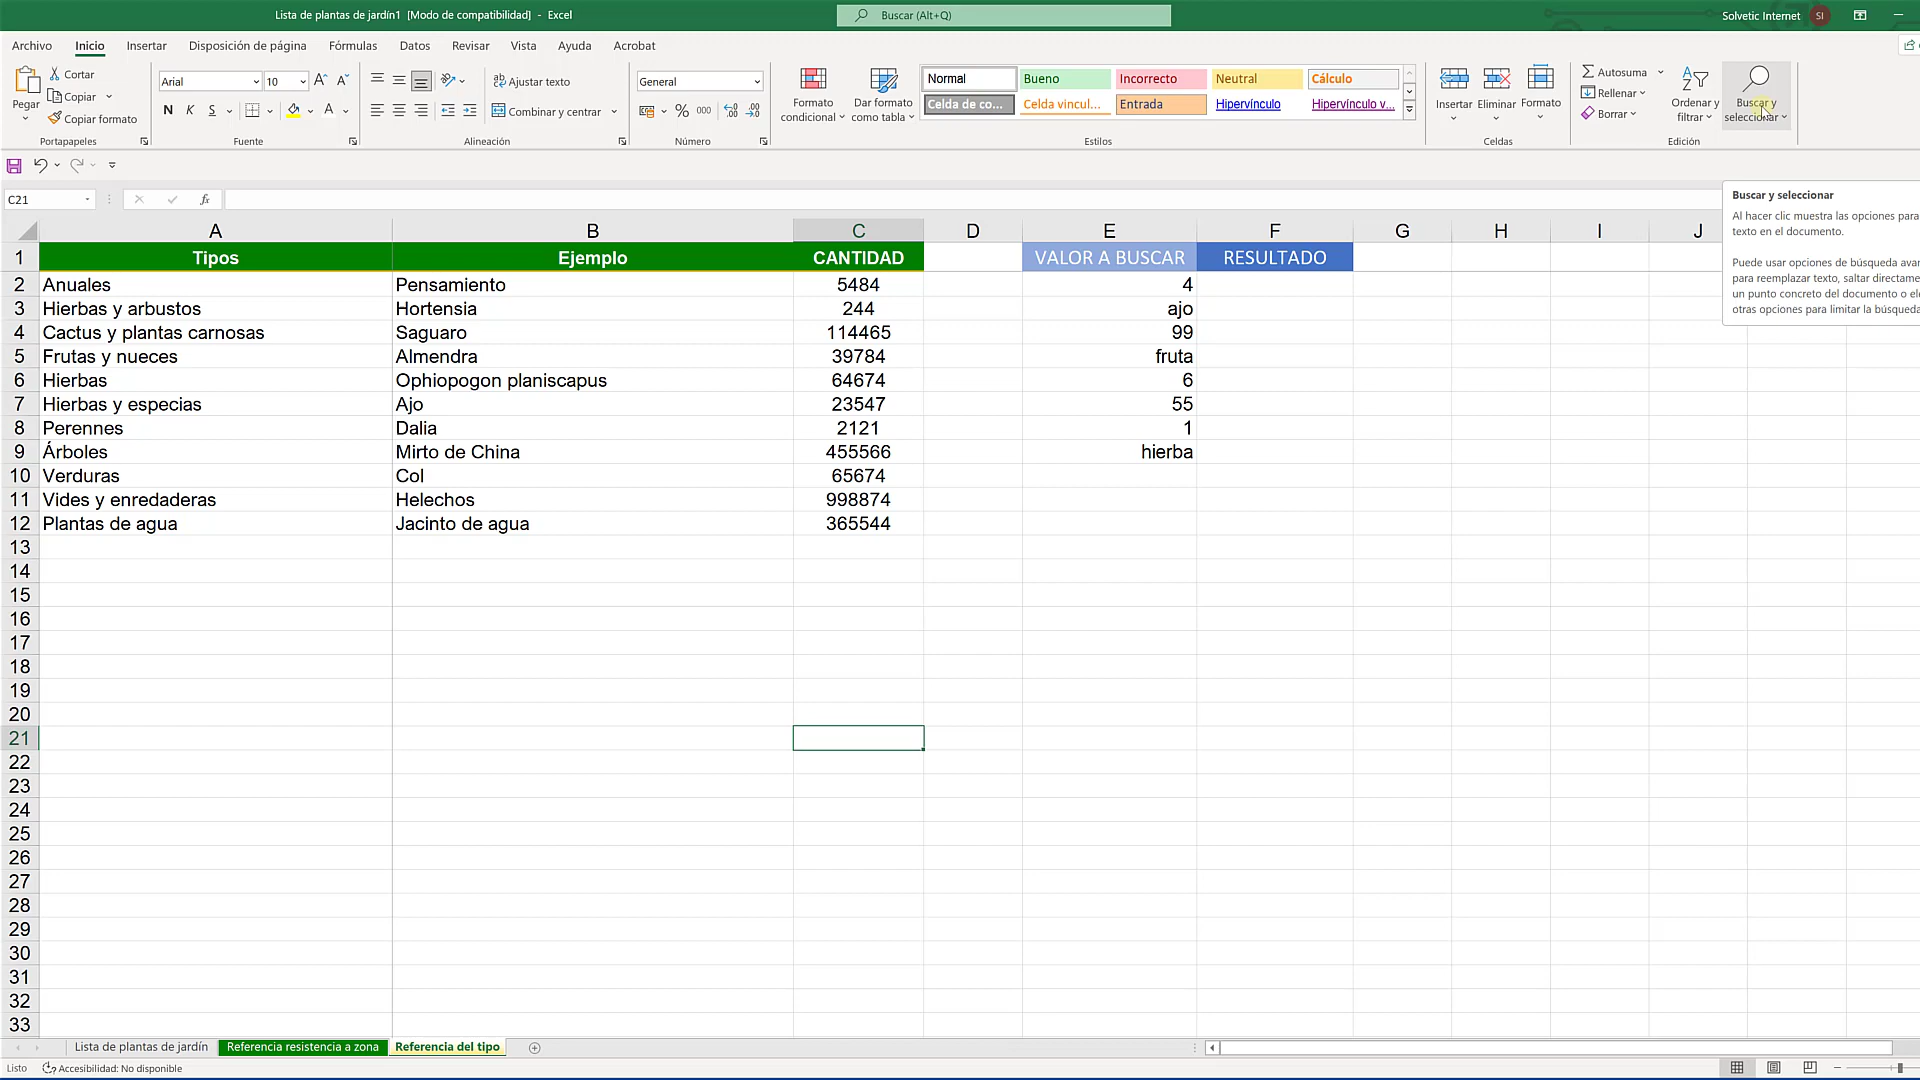 Lista de plantas de jardín1 [Modo de compatibilidad] - Excel
Buscar (Alt+Q)
Solvetic Internet SI
Archivo Inicio Insertar Disposición de página Fórmulas Datos Revisar Vista Ayuda Acrobat
Pegar
Cortar
Copiar
Copiar formato
Portapapeles
Arial 10
N K S
Fuente
Ajustar texto
Combinar y centrar
Alineación
General
% 000
Número
Formato
condicional
Dar formato
como tabla
Normal Bueno Incorrecto Neutral Cálculo
Celda de co... Celda vincul... Entrada Hipervínculo Hipervínculo v...
Estilos
Insertar Eliminar Formato
Celdas
Autosuma
Rellenar
Borrar
Ordenar y
filtrar
Buscar y
seleccionar
Edición
C21
fx
Buscar y seleccionar
Al hacer clic muestra las opciones para
texto en el documento.
Puede usar opciones de búsqueda avan
para reemplazar texto, saltar directame
un punto concreto del documento o ele
otras opciones para limitar la búsqueda
A B C D E F G H I J
1 Tipos Ejemplo CANTIDAD VALOR A BUSCAR RESULTADO
2 Anuales Pensamiento 5484 4
3 Hierbas y arbustos Hortensia 244 ajo
4 Cactus y plantas carnosas Saguaro 114465 99
5 Frutas y nueces Almendra 39784 fruta
6 Hierbas Ophiopogon planiscapus 64674 6
7 Hierbas y especias Ajo 23547 55
8 Perennes Dalia 2121 1
9 Árboles Mirto de China 455566 hierba
10 Verduras Col 65674
11 Vides y enredaderas Helechos 998874
12 Plantas de agua Jacinto de agua 365544
13
14
15
16
17
18
19
20
21
22
23
24
25
26
27
28
29
30
31
32
33
Lista de plantas de jardín Referencia resistencia a zona Referencia del tipo
Listo Accesibilidad: No disponible